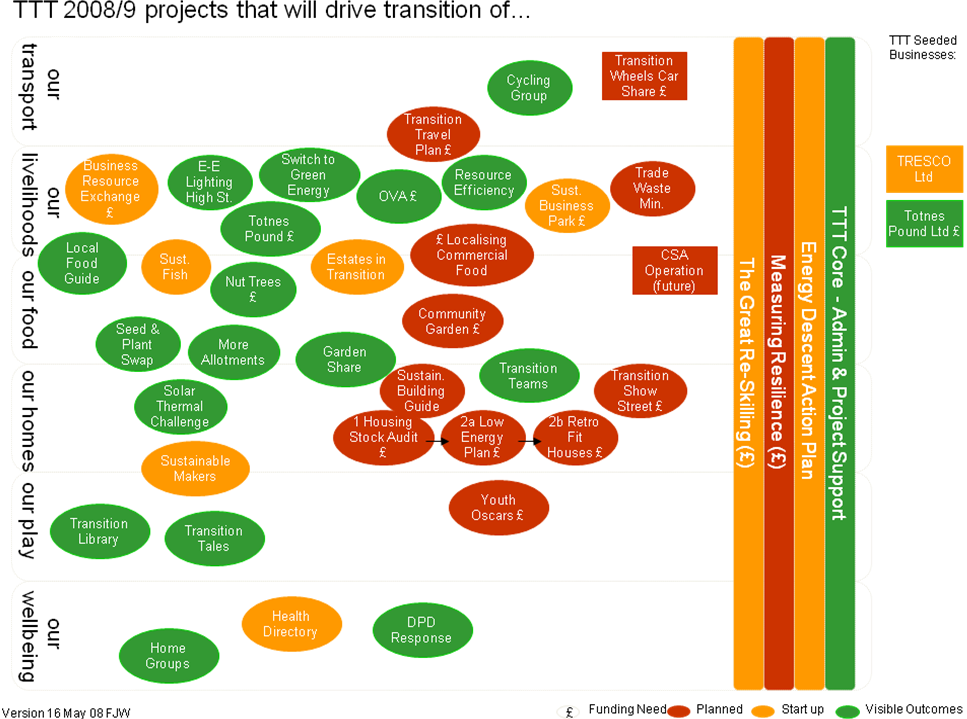 TTT 2008/9 projects that will drive transition of...
our
transport
Cycling
Group
Transition
Wheels Car
Share £
Transition
Travel
Plan £
TTT Seeded
Businesses:
our
livelihoods
Business
Resource
Exchange
£
E-E
Lighting
High St.
Switch to
Green
Energy
OVA £
Resource
Efficiency
Sust.
Business
Park £
Trade
Waste
Min.
Totnes
Pound £
TRESCO
Ltd
Totnes
Pound Ltd £
our food
Local
Food
Guide
Sust.
Fish
Nut Trees
£
Estates in
Transition
£ Localising
Commercial
Food
CSA
Operation
(future)
Community
Garden £
Seed &
Plant
Swap
More
Allotments
Garden
Share
our homes
Transition
Teams
Sustain.
Building
Guide
Transition
Show
Street £
Solar
Thermal
Challenge
1 Housing
Stock Audit
£
2a Low
Energy
Plan £
2b Retro
Fit
Houses £
Sustainable
Makers
our play
Youth
Oscars £
Transition
Library
Transition
Tales
our
wellbeing
Health
Directory
DPD
Response
Home
Groups
The Great Re-Skilling (£)
Measuring Resilience (£)
Energy Descent Action Plan
TTT Core - Admin & Project Support
Version 16 May 08 FJW
£ Funding Need
Planned
Start up
Visible Outcomes